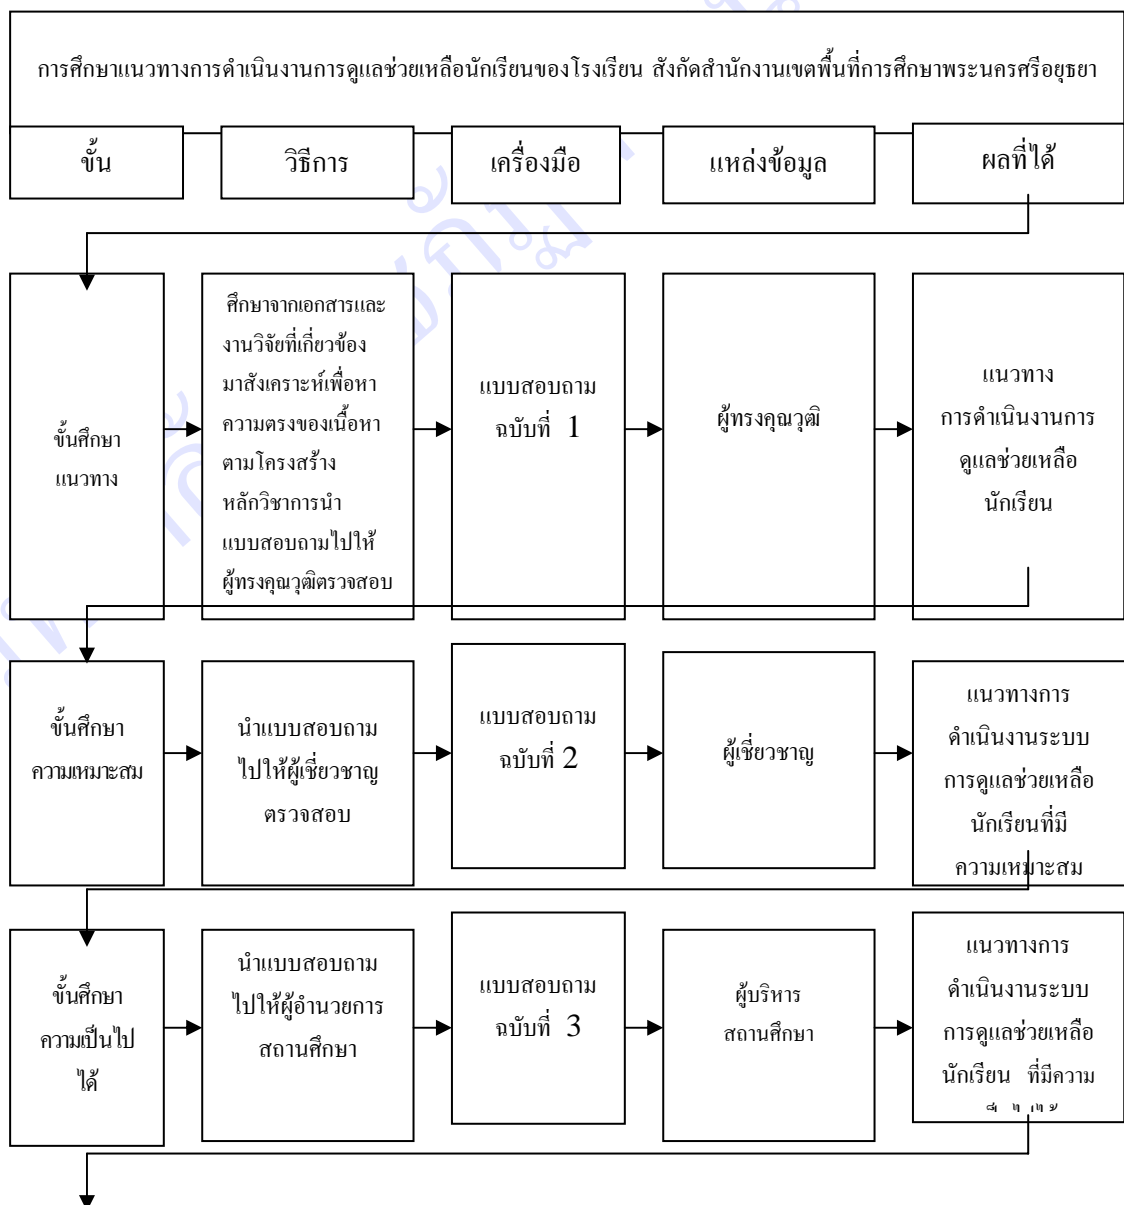 การศึกษาแนวทางการดำเนินงานการดูแลช่วยเหลือนักเรียนของโรงเรียน สังกัดสำนักงานเขตพื้นที่การศึกษาพระนครศรีอยุธยา
ขั้น
วิธีการ
เครื่องมือ
แหล่งข้อมูล
ผลที่ได้
ขั้นศึกษา
แนวทาง
ศึกษาจากเอกสารและ
งานวิจัยที่เกี่ยวข้อง
มาสังเคราะห์เพื่อหา
ความตรงของเนื้อหา
ตามโครงสร้าง
หลักวิชาการนำ
แบบสอบถามไปให้
ผู้ทรงคุณวุฒิตรวจสอบ
แบบสอบถาม
ฉบับที่ 1
ผู้ทรงคุณวุฒิ
แนวทาง
การดำเนินงานการ
ดูแลช่วยเหลือ
นักเรียน
ขั้นศึกษา
ความเหมาะสม
นำแบบสอบถาม
ไปให้ผู้เชี่ยวชาญ
ตรวจสอบ
แบบสอบถาม
ฉบับที่ 2
ผู้เชี่ยวชาญ
แนวทางการ
ดำเนินงานระบบ
การดูแลช่วยเหลือ
นักเรียนที่มี
ความเหมาะสม
ขั้นศึกษา
ความเป็นไป
ได้
นำแบบสอบถาม
ไปให้ผู้อำนวยการ
สถานศึกษา
แบบสอบถาม
ฉบับที่ 3
ผู้บริหาร
สถานศึกษา
แนวทางการ
ดำเนินงานระบบ
การดูแลช่วยเหลือ
นักเรียน ที่มีความ